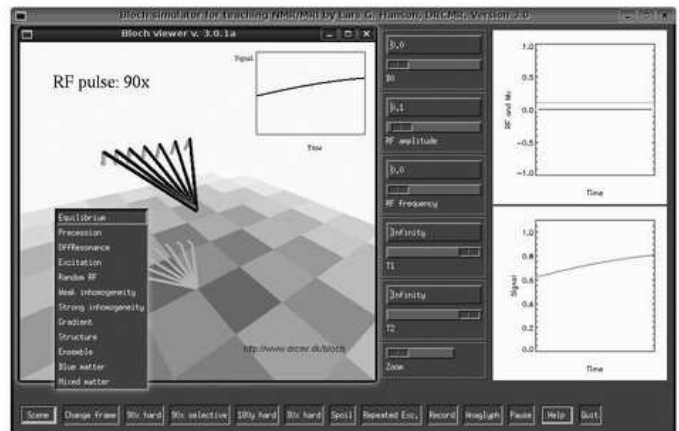 Bloch simulator for teaching NMR/MRI by Lars G. Hanson, DRCMR. Version 3.0
Bloch viewer v. 3.0.1a
RF pulse: 90x
Signal
Time
Equilibrium
Precession
OffResonance
Excitation
Random RF
Weak inhomogeneity
Strong inhomogeneity
Gradient
Structure
Ensemble
Blue matter
Mixed matter
http://www.drcmr.dk/bloch
0.0
B0
0.1
RF amplitude
0.0
RF frequency
Infinity
T1
Infinity
T2
Zoom
RF and Mx
1.0
0.5
0.0
-0.5
-1.0
Time
Signal
1.0
0.8
0.6
0.4
0.2
0.0
Time
Scene Change frame 90x hard 90x selective 180y hard 30x hard Spoil Repeated Exc. Record Anaglyph Pause Help Quit